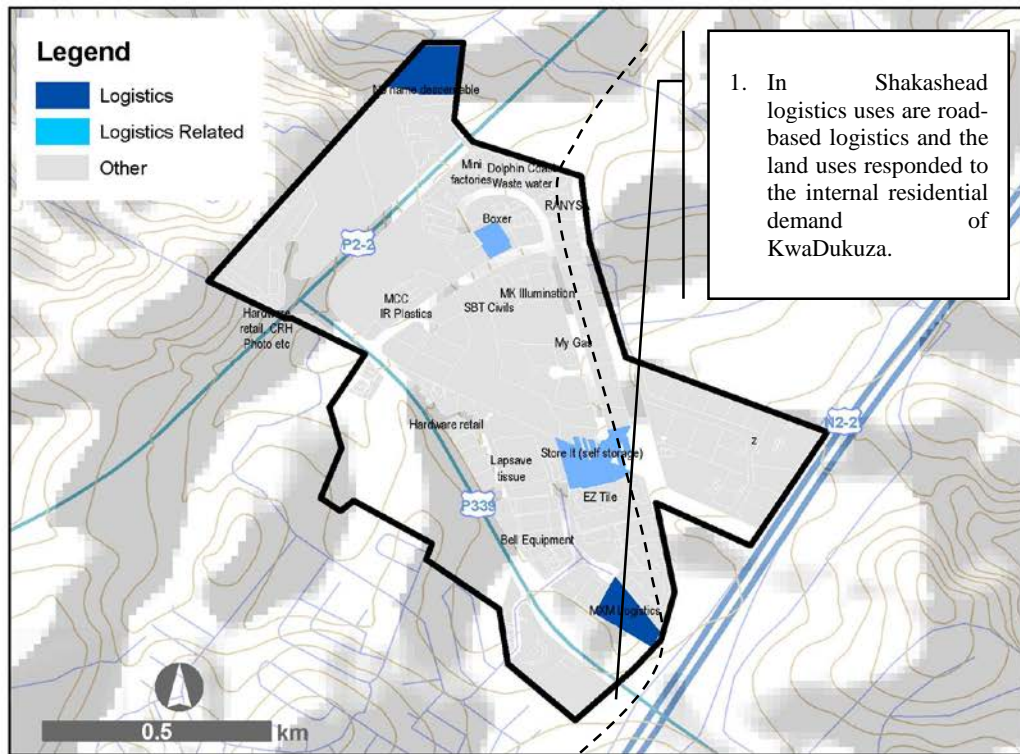 Legend
Logistics
Logistics Related
Other
1. In Shakashead
logistics uses are road-
based logistics and the
land uses responded to
the internal residential
demand of
KwaDukuza.
No name descernable
Mini
factories
Dolphin Coast
Waste water
RANYS
Boxer
P2-2
MCC
IR Plastics
SBT Civils
MK Illumination
Hardware
retail, CRH
Photo etc
My Gas
N2-2
Hardware retail
z
Store It (self storage)
Lapsave
tissue
EZ Tile
P339
Bell Equipment
MKM Logistics
0.5 km